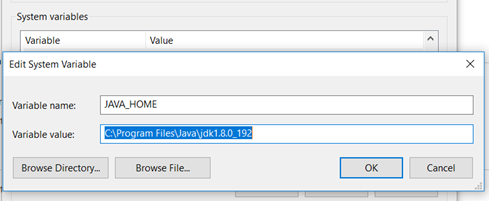 System variables
Variable Value
Edit System Variable
Variable name: JAVA_HOME
Variable value: C:\Program Files\Java\jdk1.8.0_192
Browse Directory... Browse File... OK Cancel